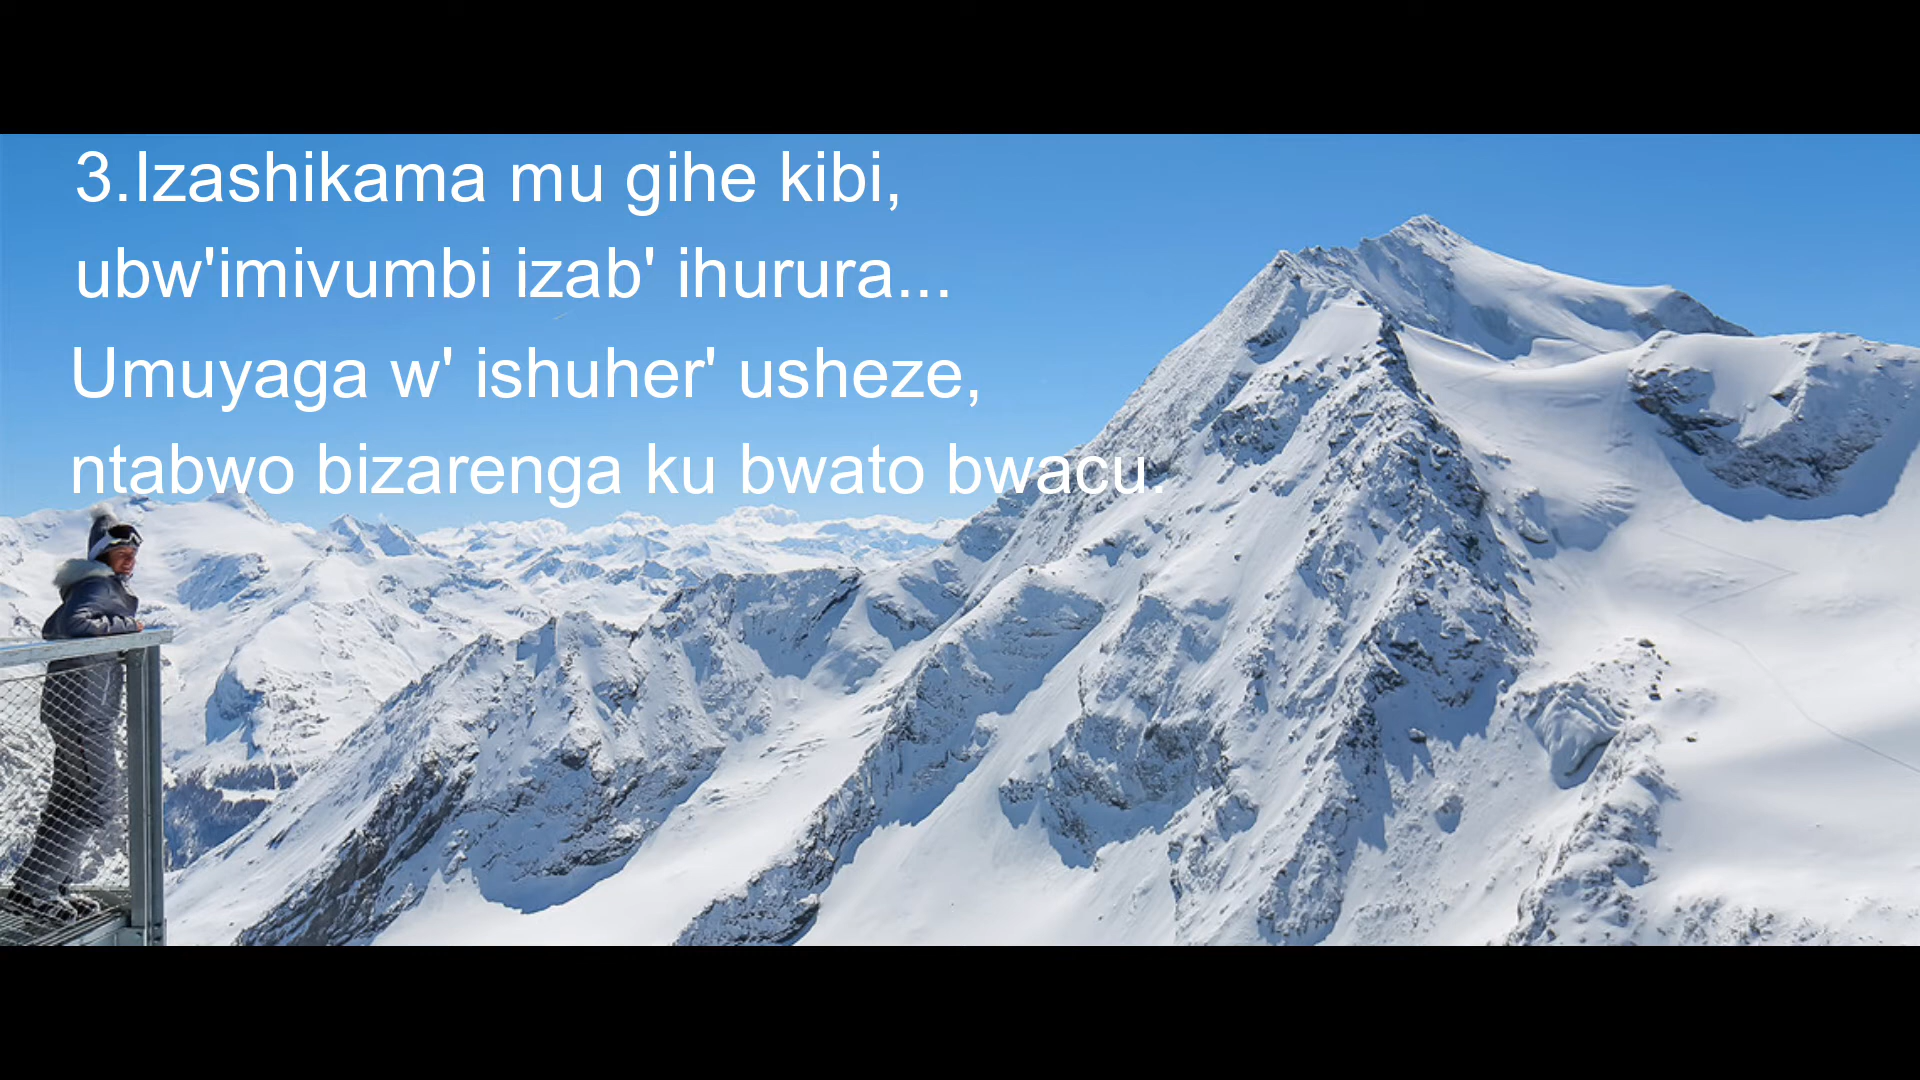 3.Izashikama mu gihe kibi,
ubw'imivumbi izab' ihurura...
Umuyaga w' ishuher' usheze,
ntabwo bizarenga ku bwato bwacu.